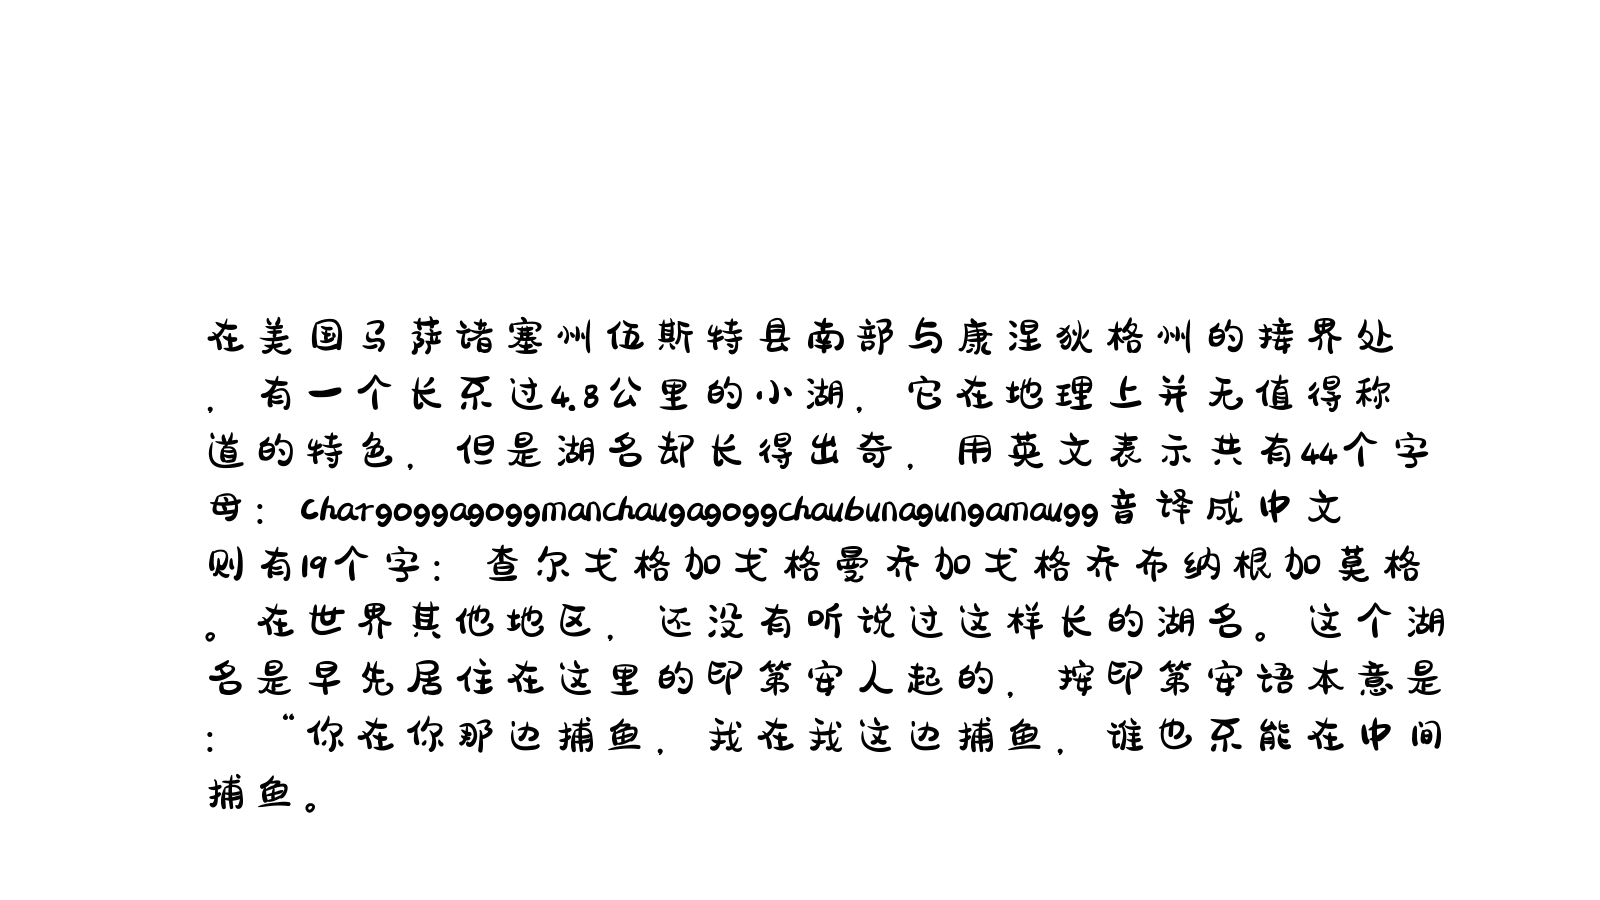 在美国马萨诸塞州伍斯特县南部与康涅狄格州的接界处
，有一个长不过4.8公里的小湖，它在地理上并无值得称
道的特色，但是湖名却长得出奇，用英文表示共有44个字
母：Chargoggagoggmanchaugagoggchaubunagungamaugg音译成中文
则有19个字：查尔戈格加戈格曼乔加戈格乔布纳根加莫格
。在世界其他地区，还没有听说过这样长的湖名。这个湖
名是早先居住在这里的印第安人起的，按印第安语本意是
：“你在你那边捕鱼，我在我这边捕鱼，谁也不能在中间
捕鱼。